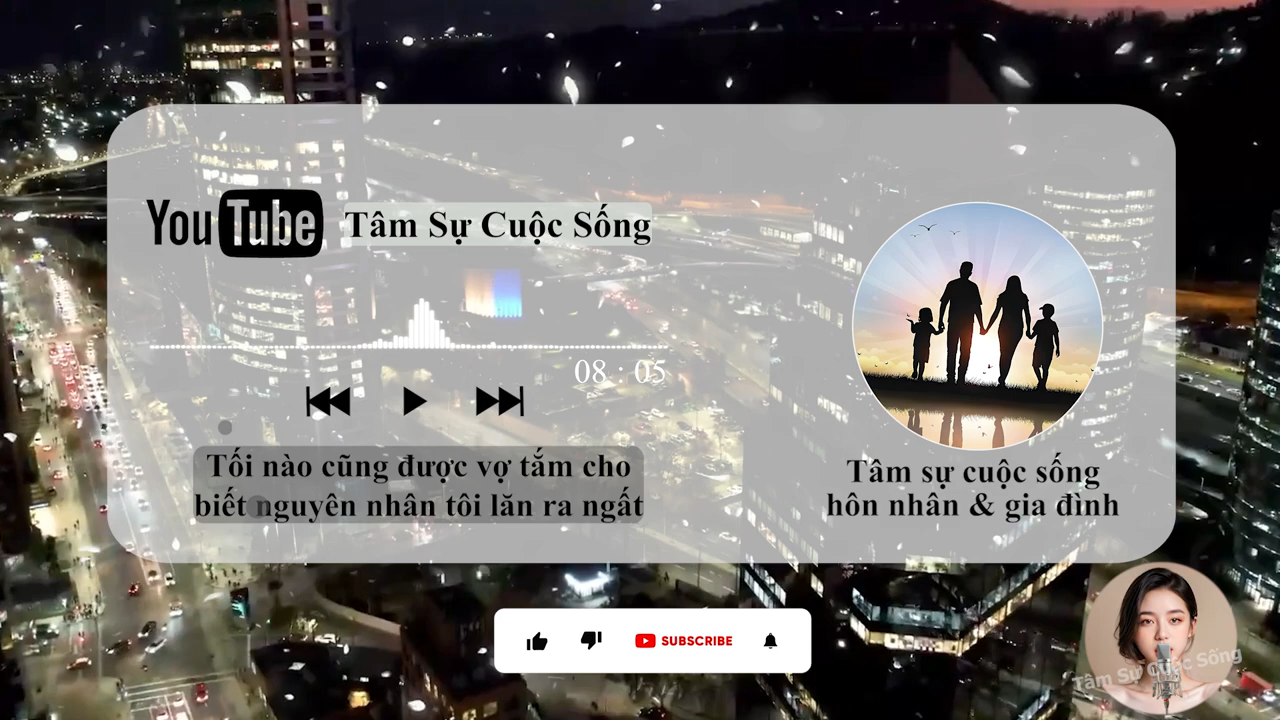 YouTube
Tâm Sự Cuộc Sống
08 : 05
Tối nào cũng được vợ tắm cho
biết nguyên nhân tôi lăn ra ngất
Tâm sự cuộc sống
hôn nhân & gia đình
SUBSCRIBE
Tâm Sự Cuộc Sống